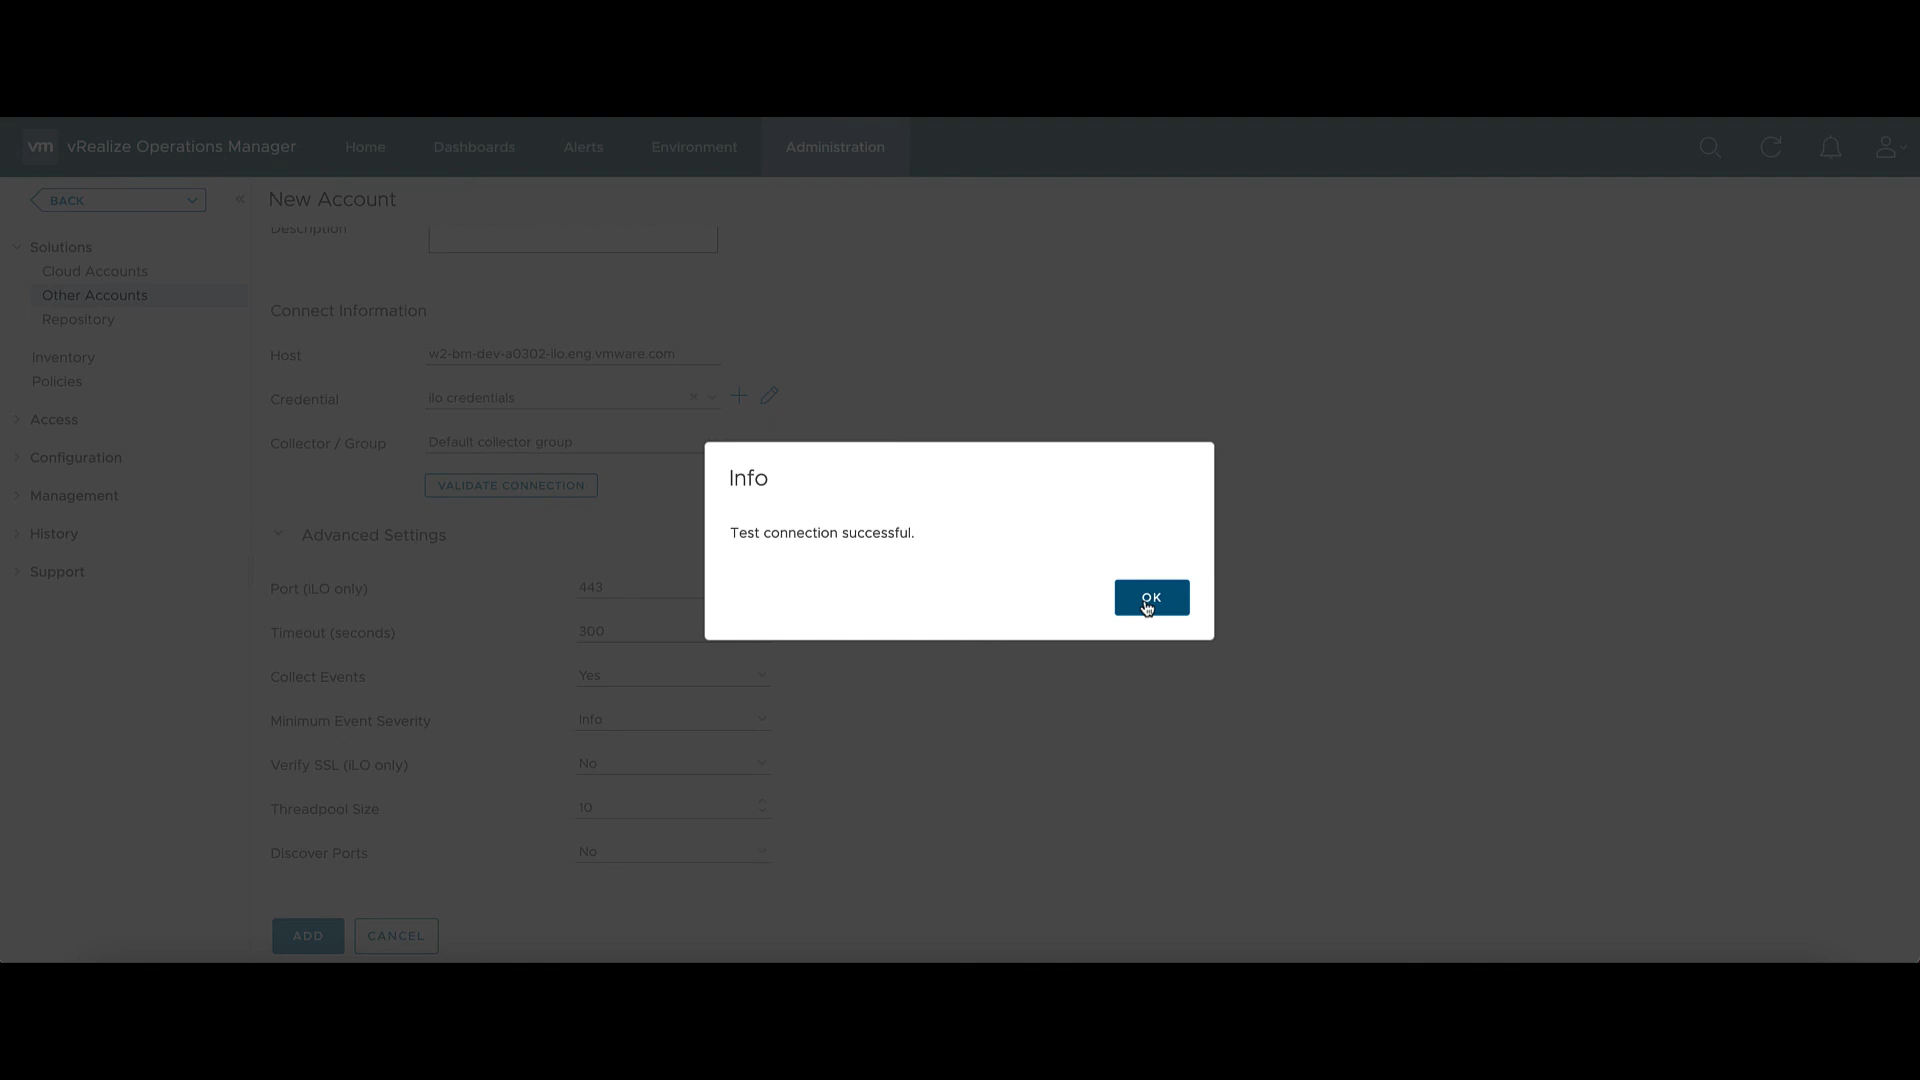 vm vRealize Operations Manager Home Dashboards Alerts Environment Administration
BACK
New Account
Solutions
Cloud Accounts
Other Accounts
Repository
Inventory
Policies
Access
Configuration
Management
History
Support
Description
Connect Information
Host w2-bm-dev-a0302-ilo.eng.vmware.com
Credential ilo credentials
Collector / Group Default collector group
VALIDATE CONNECTION
Advanced Settings
Port (iLO only) 443
Timeout (seconds) 300
Collect Events Yes
Minimum Event Severity Info
Verify SSL (iLO only) No
Threadpool Size 10
Discover Ports No
ADD CANCEL
Info
Test connection successful.
OK